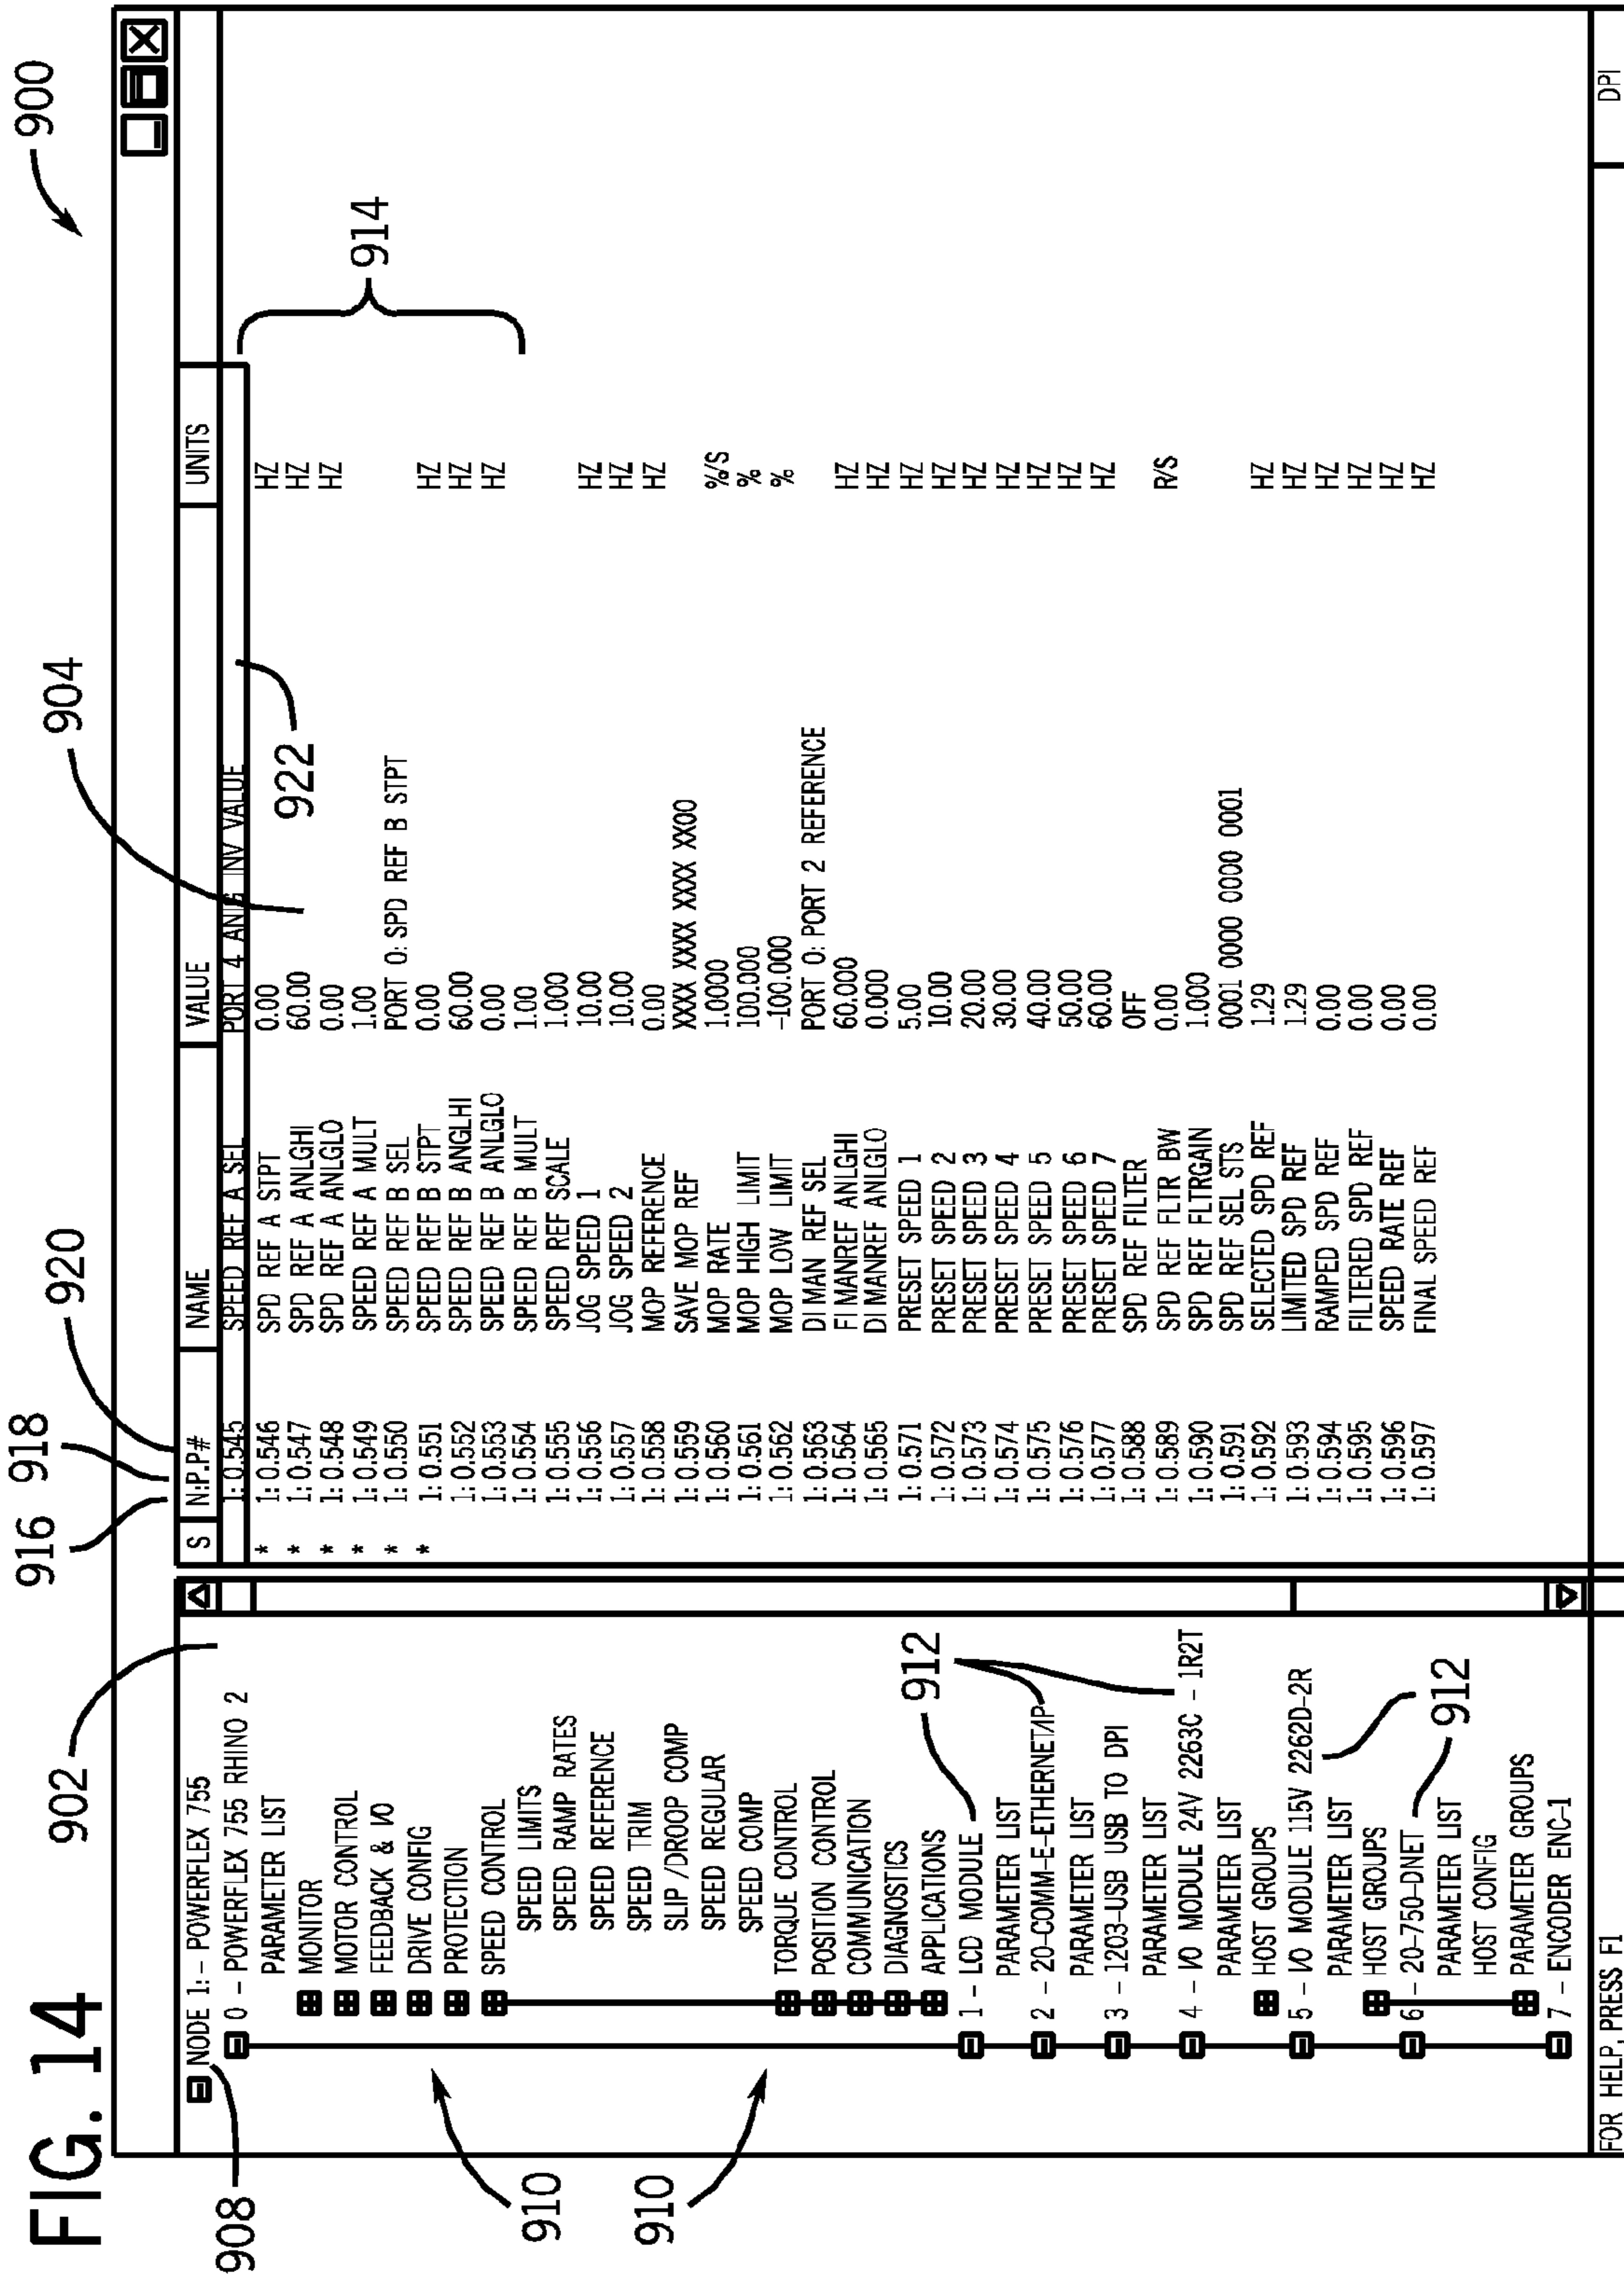 FIG. 14
900
902
904
916 918 920
908
NODE 1: - POWERFLEX 755
0 - POWERFLEX 755 RHINO 2
PARAMETER LIST
MONITOR
MOTOR CONTROL
FEEDBACK & I/O
DRIVE CONFIG
PROTECTION
SPEED CONTROL
SPEED LIMITS
SPEED RAMP RATES
SPEED REFERENCE
SPEED TRIM
SLIP /DROOP COMP
SPEED REGULAR
SPEED COMP
TORQUE CONTROL
POSITION CONTROL
COMMUNICATION
DIAGNOSTICS
APPLICATIONS
1 - LCD MODULE
PARAMETER LIST
2 - 20-COMM-E-ETHERNET/IP
PARAMETER LIST
3 - 1203-USB USB TO DPI
PARAMETER LIST
4 - I/O MODULE 24V 2263C - 1R2T
PARAMETER LIST
HOST GROUPS
5 - I/O MODULE 115V 2262D-2R
PARAMETER LIST
HOST GROUPS
6 - 20-750-DNET
PARAMETER LIST
HOST CONFIG
PARAMETER GROUPS
7 - ENCODER ENC-1
910
910
912
912
S N:P.P# NAME VALUE UNITS
1: 0.545 SPEED REF A SEL PORT 4 ANIG INV VALUE
* 1: 0.546 SPD REF A STPT 0.00 HZ
* 1: 0.547 SPD REF A ANLGHI 60.00 HZ
* 1: 0.548 SPD REF A ANLGLO 0.00 HZ
* 1: 0.549 SPEED REF A MULT 1.00
* 1: 0.550 SPEED REF B SEL PORT 0: SPD REF B STPT
* 1: 0.551 SPEED REF B STPT 0.00 HZ
1: 0.552 SPEED REF B ANGLHI 60.00 HZ
1: 0.553 SPEED REF B ANLGLO 0.00 HZ
1: 0.554 SPEED REF B MULT 1.00
1: 0.555 SPEED REF SCALE 1.000
1: 0.556 JOG SPEED 1 10.00 HZ
1: 0.557 JOG SPEED 2 10.00 HZ
1: 0.558 MOP REFERENCE 0.00 HZ
1: 0.559 SAVE MOP REF XXXX XXXX XXXX XX00
1: 0.560 MOP RATE 1.0000 %/S
1: 0.561 MOP HIGH LIMIT 100.000 %
1: 0.562 MOP LOW LIMIT -100.000 %
1: 0.563 DI MAN REF SEL PORT 0: PORT 2 REFERENCE
1: 0.564 FI MANREF ANLGHI 60.000 HZ
1: 0.565 DI MANREF ANLGLO 0.000 HZ
1: 0.571 PRESET SPEED 1 5.00 HZ
1: 0.572 PRESET SPEED 2 10.00 HZ
1: 0.573 PRESET SPEED 3 20.00 HZ
1: 0.574 PRESET SPEED 4 30.00 HZ
1: 0.575 PRESET SPEED 5 40.00 HZ
1: 0.576 PRESET SPEED 6 50.00 HZ
1: 0.577 PRESET SPEED 7 60.00 HZ
1: 0.588 SPD REF FILTER OFF
1: 0.589 SPD REF FLTR BW 0.00 R/S
1: 0.590 SPD REF FLTRGAIN 1.000
1: 0.591 SPD REF SEL STS 0001 0000 0000 0001
1: 0.592 SELECTED SPD REF 1.29 HZ
1: 0.593 LIMITED SPD REF 1.29 HZ
1: 0.594 RAMPED SPD REF 0.00 HZ
1: 0.595 FILTERED SPD REF 0.00 HZ
1: 0.596 SPEED RATE REF 0.00 HZ
1: 0.597 FINAL SPEED REF 0.00 HZ
922
914
FOR HELP, PRESS F1
DPI